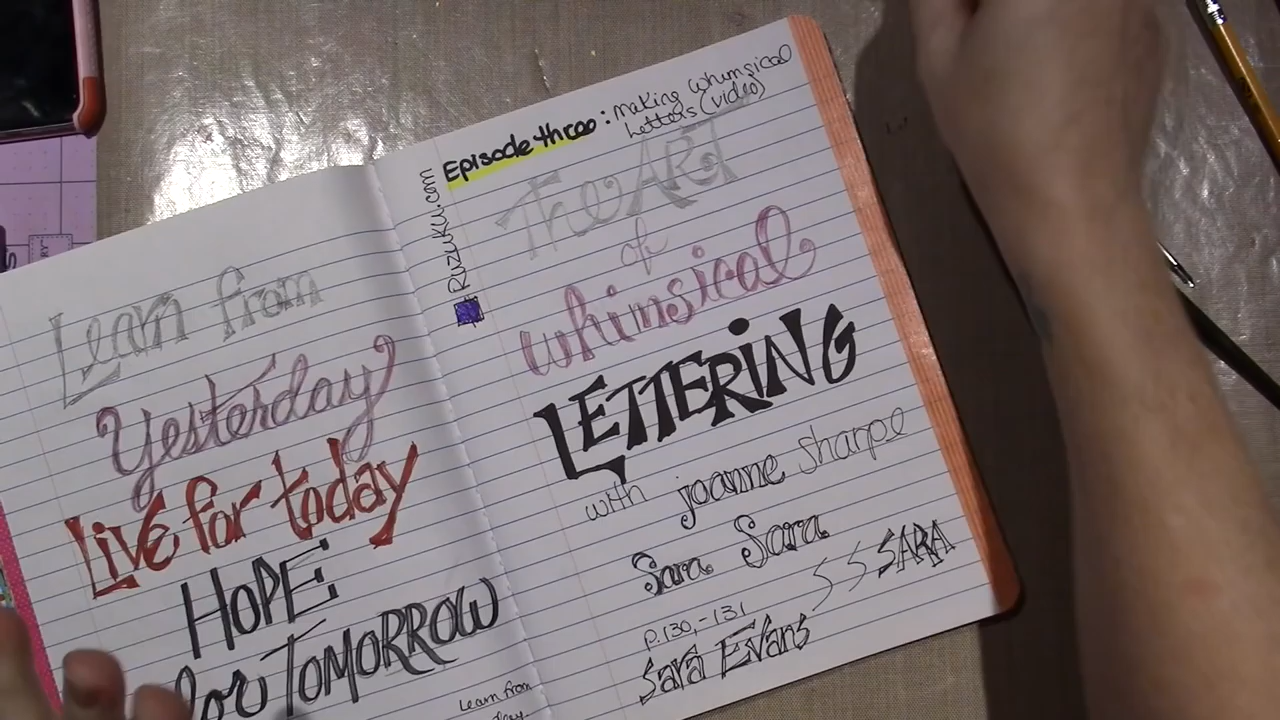 Learn from
Yesterday
LiVE for today
HOPE
for TOMORROW
Learn from
Ruzuku.com
Episode three: making whimsical
letters (video)
The ART
of
whimsical
LETTERiNG
with joanne Sharpe
Sara Sara
S S SARA
p.130,-131
Sara Evans